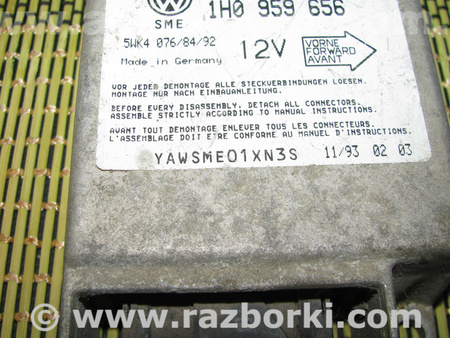 SME
1H0 959 656
5WK4 076/84/92
12V
VORNE
FORWARD
AVANT
Made in Germany
VOR JEDEM DEMONTAGE ALLE STECKVERBINDUNGEN LOESEN.
MONTAGE NUR NACH EINBAUANLEITUNG.
BEFORE EVERY DISASSEMBLY, DETACH ALL CONNECTORS.
ASSEMBLE STRICTLY ACCORDING TO MANUAL INSTRUCTIONS.
AVANT TOUT DEMONTAGE ENLEVER TOUS LES CONNECTEURS.
L'ASSEMBLAGE DOIT ETRE CONFORME AU MANUEL D'INSTRUCTIONS.
YAWSME01XN3S
11/93 02 03
www.razborki.com